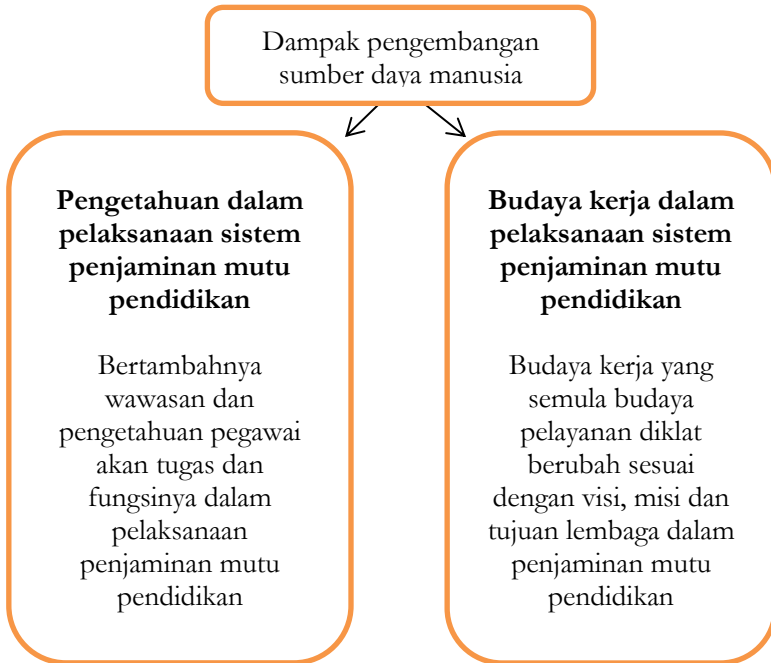 Dampak pengembangan
sumber daya manusia
Pengetahuan dalam
pelaksanaan sistem
penjaminan mutu
pendidikan
Bertambahnya
wawasan dan
pengetahuan pegawai
akan tugas dan
fungsinya dalam
pelaksanaan
penjaminan mutu
pendidikan
Budaya kerja dalam
pelaksanaan sistem
penjaminan mutu
pendidikan
Budaya kerja yang
semula budaya
pelayanan diklat
berubah sesuai
dengan visi, misi dan
tujuan lembaga dalam
penjaminan mutu
pendidikan